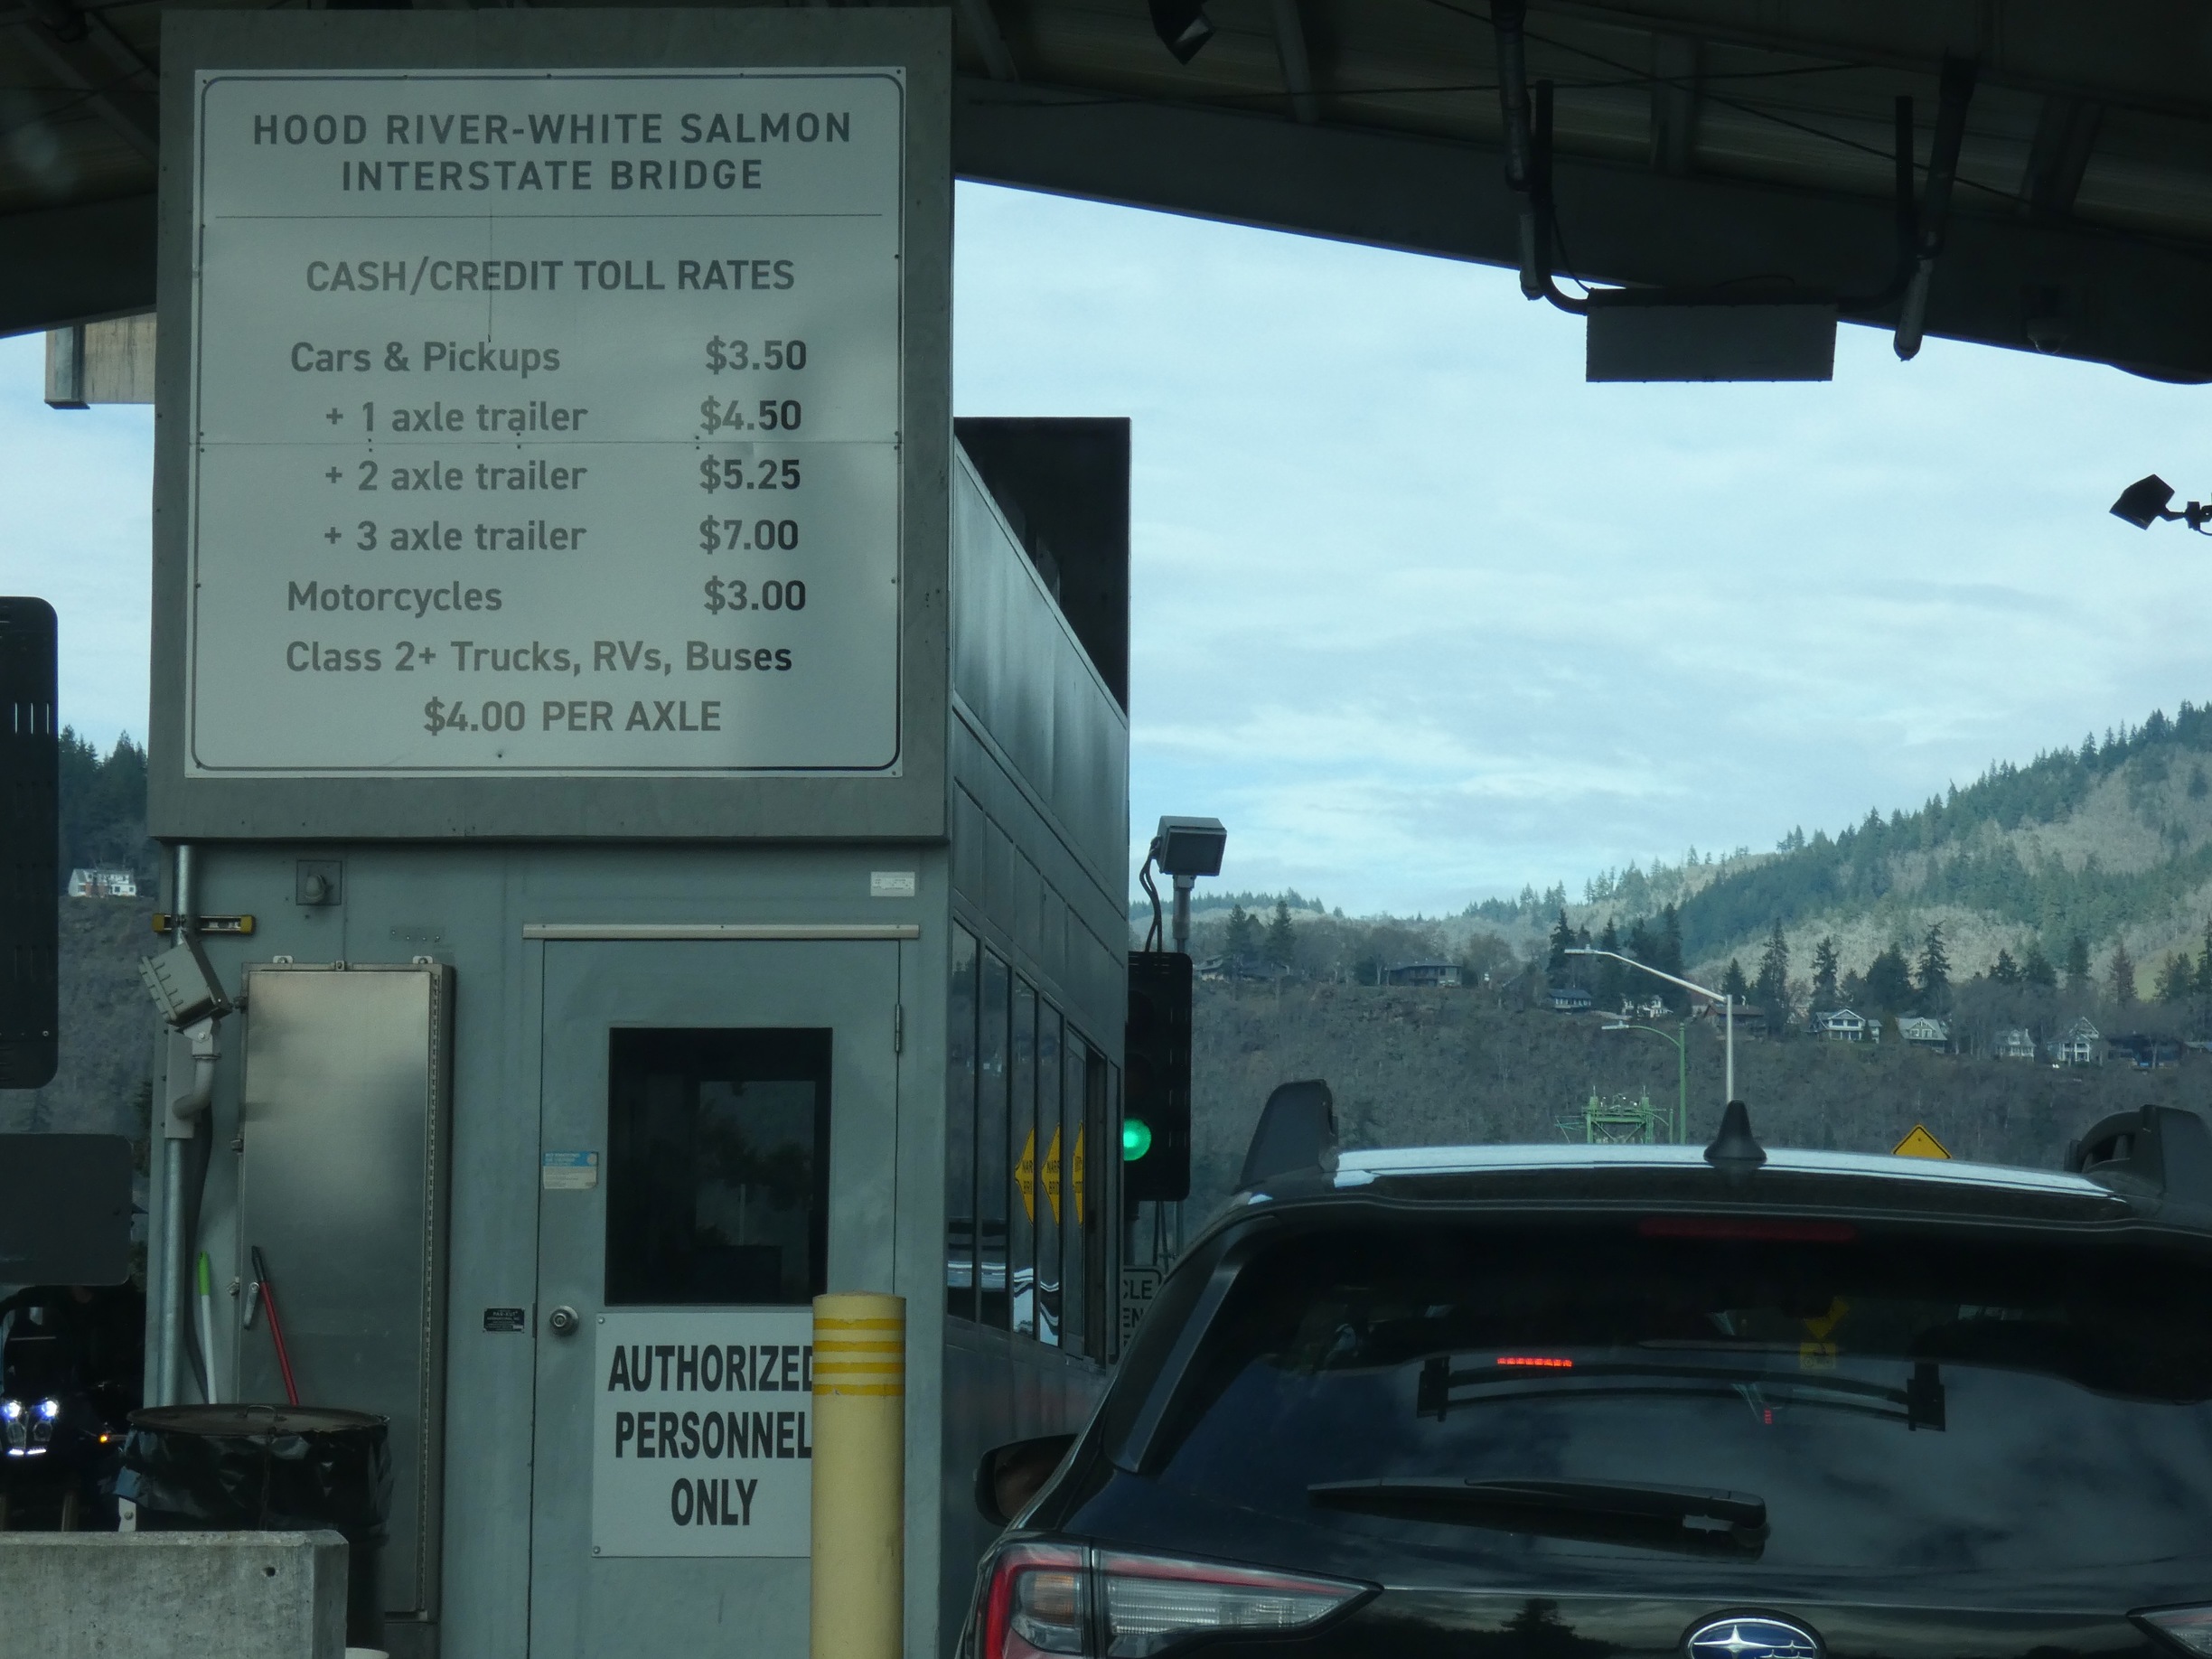 HOOD RIVER-WHITE SALMON
INTERSTATE BRIDGE
CASH/CREDIT TOLL RATES
Cars & Pickups $3.50
+ 1 axle trailer $4.50
+ 2 axle trailer $5.25
+ 3 axle trailer $7.00
Motorcycles $3.00
Class 2+ Trucks, RVs, Buses
$4.00 PER AXLE
AUTHORIZED
PERSONNEL
ONLY